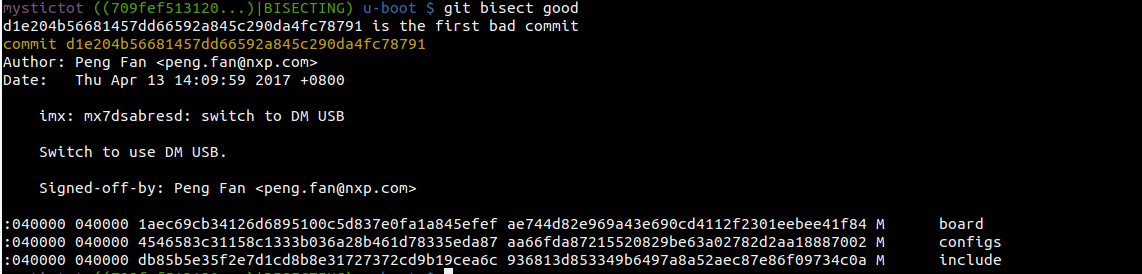 mystictot ((709fef513120...)|BISECTING) u-boot $ git bisect good
d1e204b56681457dd66592a845c290da4fc78791 is the first bad commit
commit d1e204b56681457dd66592a845c290da4fc78791
Author: Peng Fan <peng.fan@nxp.com>
Date:   Thu Apr 13 14:09:59 2017 +0800
    imx: mx7dsabresd: switch to DM USB
    Switch to use DM USB.
    Signed-off-by: Peng Fan <peng.fan@nxp.com>
:040000 040000 1aec69cb34126d6895100c5d837e0fa1a845efef ae744d82e969a43e690cd4112f2301eebee41f84 M      board
:040000 040000 4546583c31158c1333b036a28b461d78335eda87 aa66fda87215520829be63a02782d2aa18887002 M      configs
:040000 040000 db85b5e35f2e7d1cd8b8e31727372cd9b19cea6c 936813d853349b6497a8a52aec87e86f09734c0a M      include